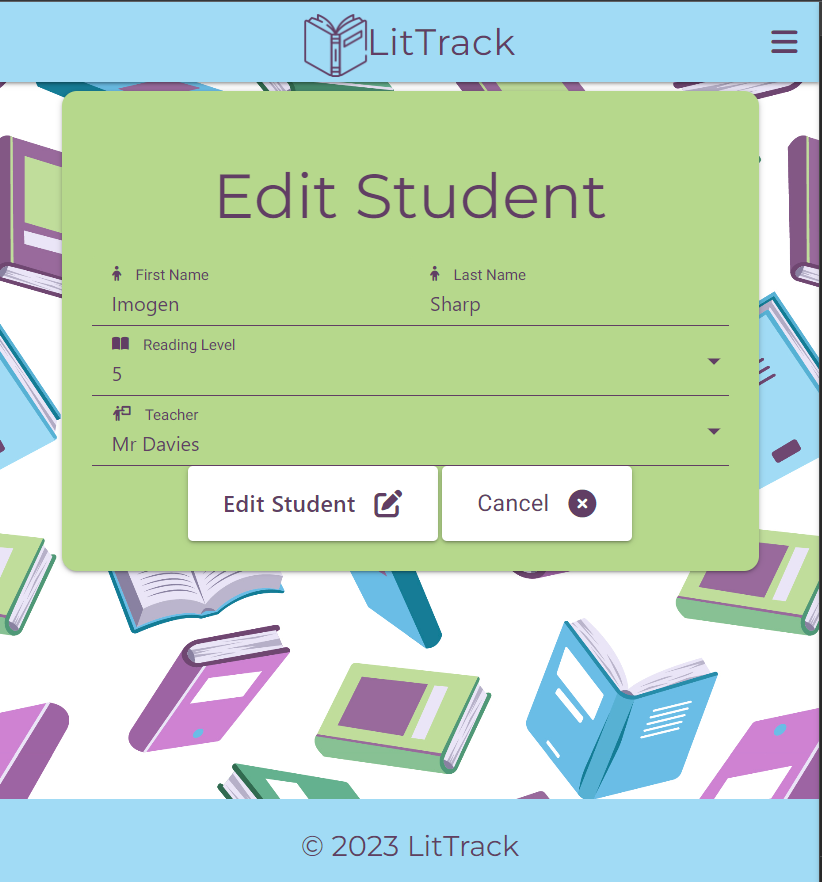 LitTrack
Edit Student
First Name Last Name
Imogen Sharp
Reading Level
5
Teacher
Mr Davies
Edit Student Cancel
© 2023 LitTrack